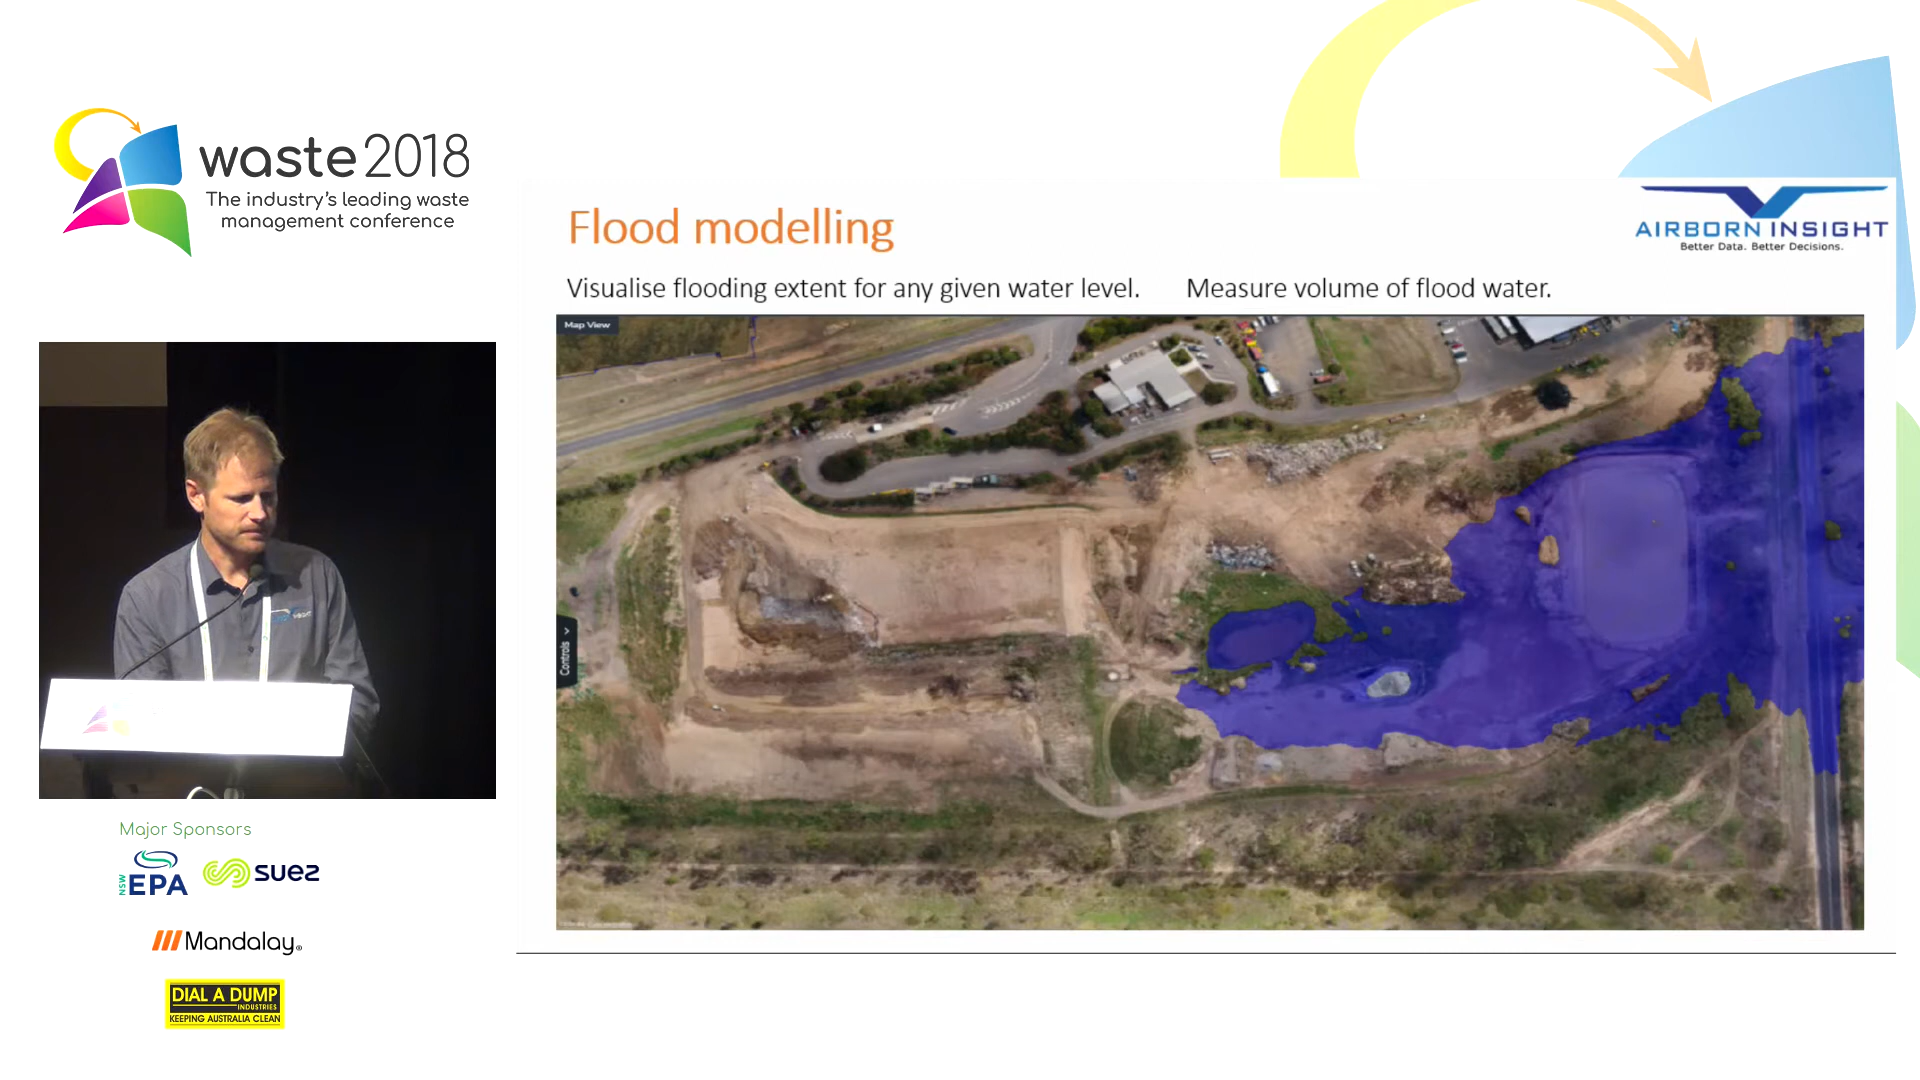 waste 2018
The industry's leading waste
management conference
Flood modelling
AIRBORN INSIGHT
Better Data. Better Decisions.
Visualise flooding extent for any given water level.
Measure volume of flood water.
Map View
Controls
Major Sponsors
NSW EPA
suez
Mandalay
DIAL A DUMP
INDUSTRIES
KEEPING AUSTRALIA CLEAN